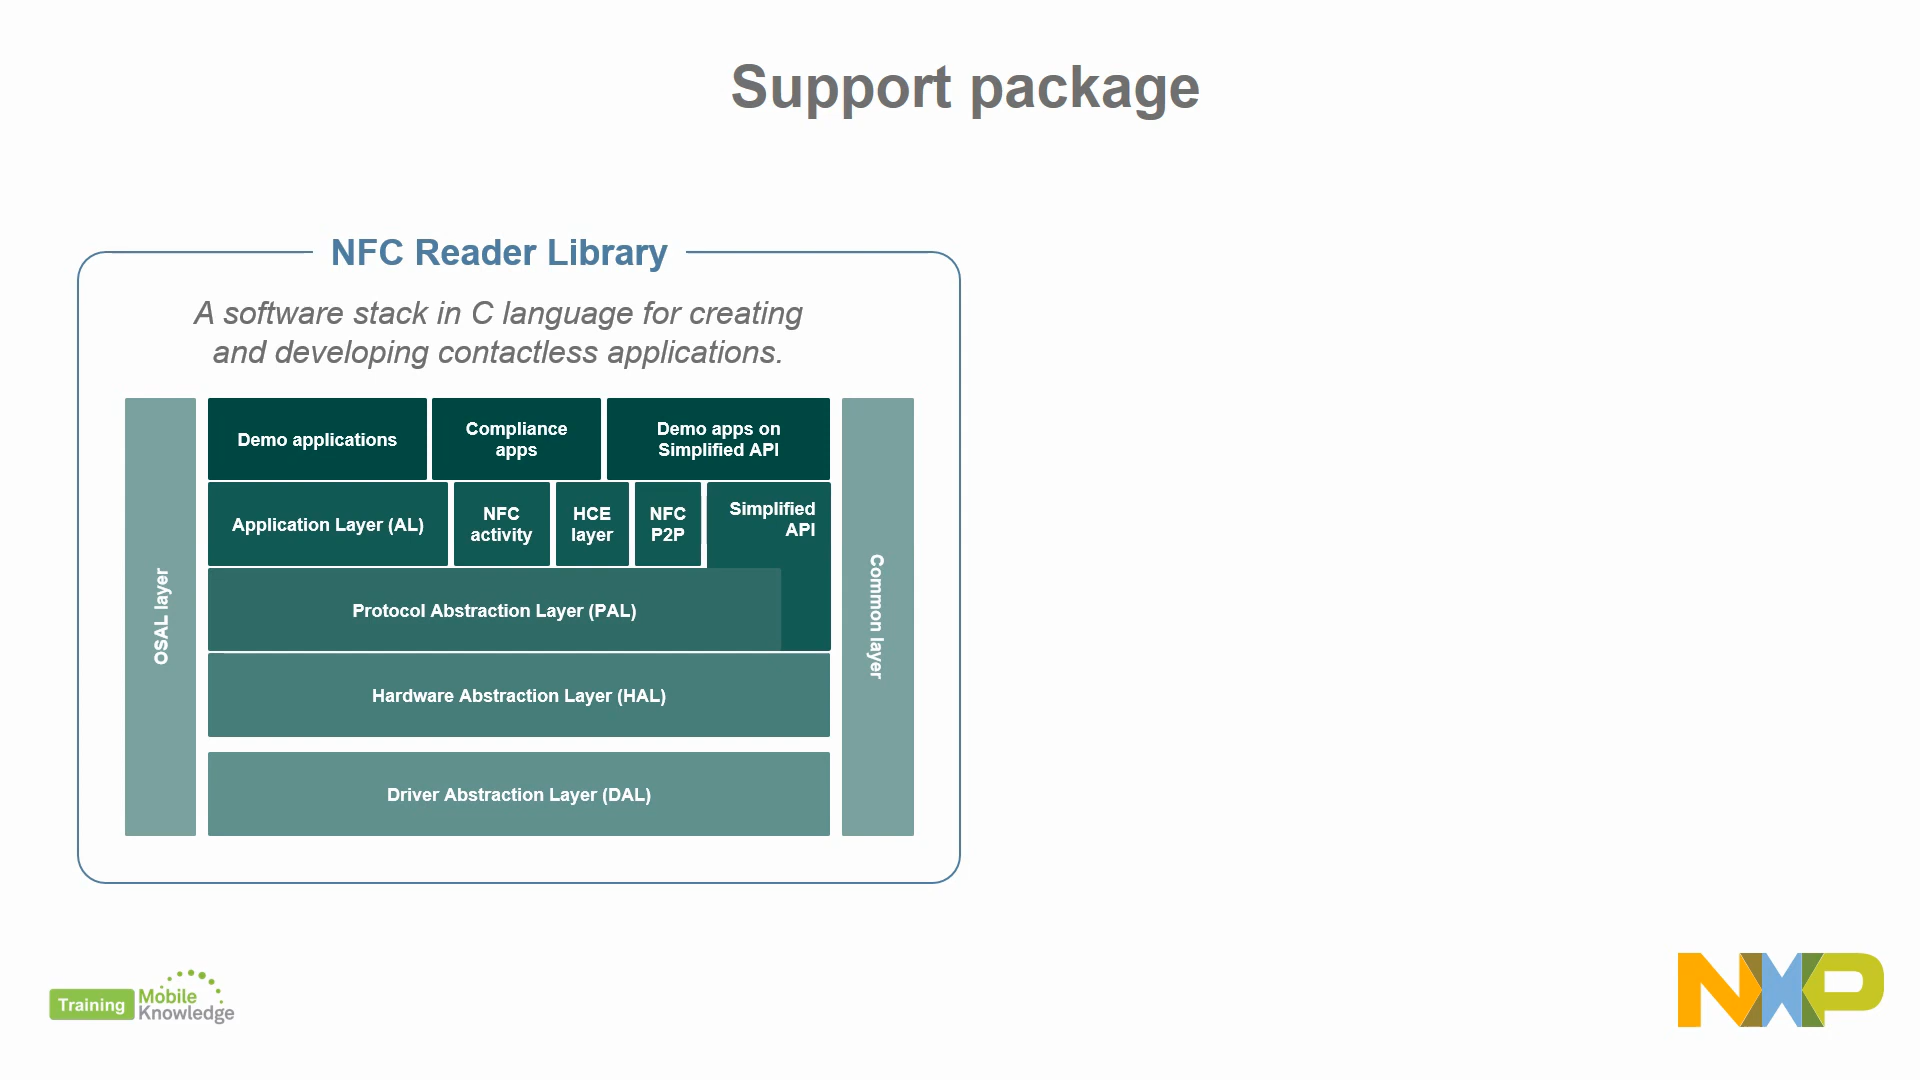 Support package
NFC Reader Library
A software stack in C language for creating
and developing contactless applications.
OSAL layer
Demo applications
Compliance
apps
Demo apps on
Simplified API
Application Layer (AL)
NFC
activity
HCE
layer
NFC
P2P
Simplified
API
Protocol Abstraction Layer (PAL)
Hardware Abstraction Layer (HAL)
Driver Abstraction Layer (DAL)
Common layer
Training
Mobile
Knowledge
NXP